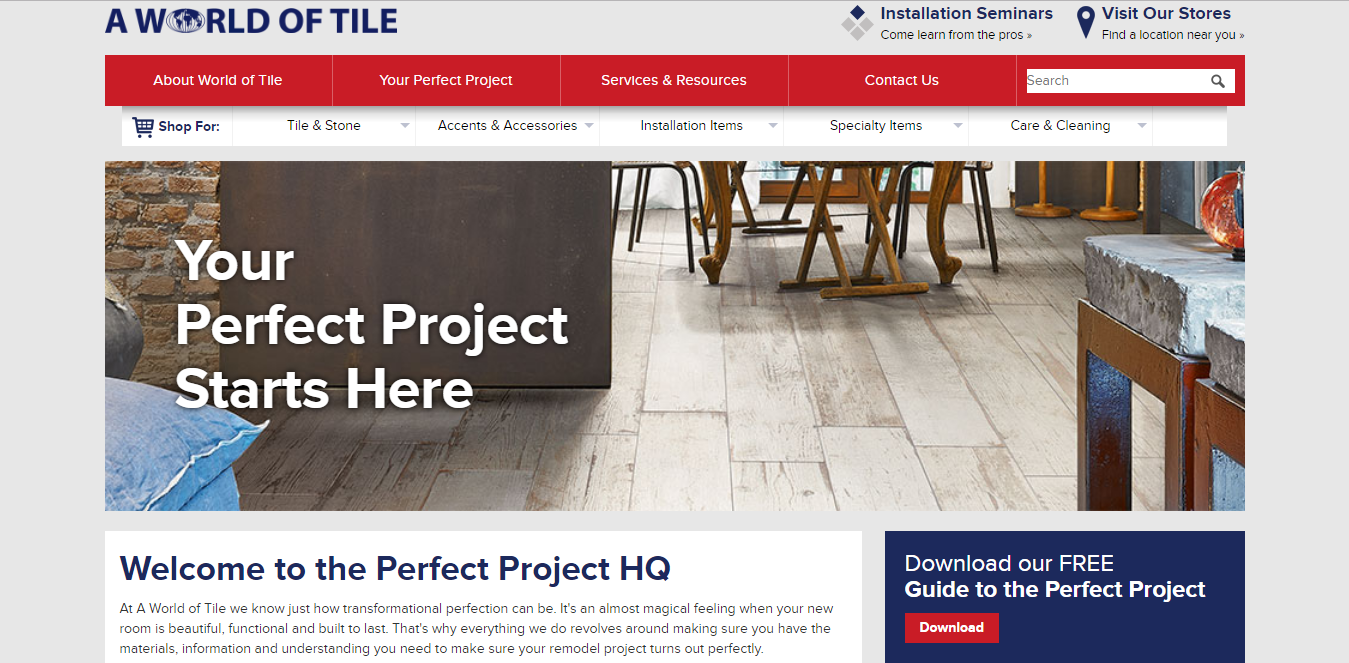 A WORLD OF TILE
Installation Seminars
Come learn from the pros »
Visit Our Stores
Find a location near you »
About World of Tile
Your Perfect Project
Services & Resources
Contact Us
Search
Shop For:
Tile & Stone
Accents & Accessories
Installation Items
Specialty Items
Care & Cleaning
Your
Perfect Project
Starts Here
Welcome to the Perfect Project HQ
At A World of Tile we know just how transformational perfection can be. It's an almost magical feeling when your new
room is beautiful, functional and built to last. That's why everything we do revolves around making sure you have the
materials, information and understanding you need to make sure your remodel project turns out perfectly.
Download our FREE
Guide to the Perfect Project
Download